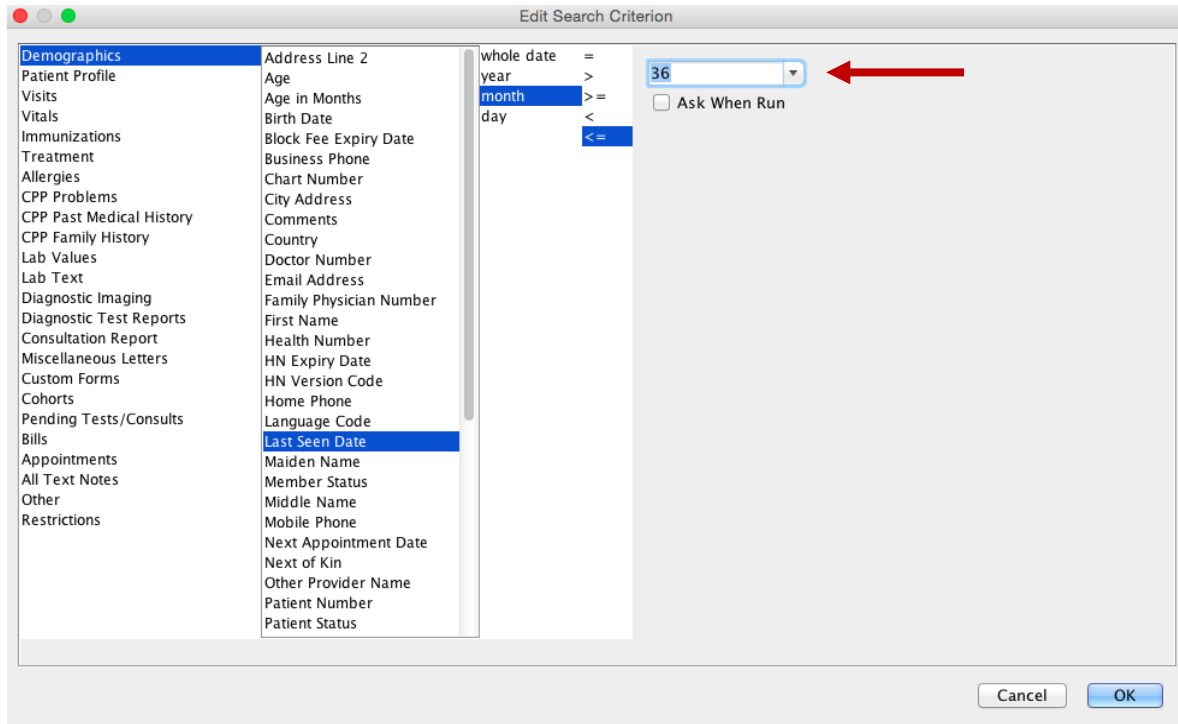 Edit Search Criterion
Demographics
Patient Profile
Visits
Vitals
Immunizations
Treatment
Allergies
CPP Problems
CPP Past Medical History
CPP Family History
Lab Values
Lab Text
Diagnostic Imaging
Diagnostic Test Reports
Consultation Report
Miscellaneous Letters
Custom Forms
Cohorts
Pending Tests/Consults
Bills
Appointments
All Text Notes
Other
Restrictions
Address Line 2
Age
Age in Months
Birth Date
Block Fee Expiry Date
Business Phone
Chart Number
City Address
Comments
Country
Doctor Number
Email Address
Family Physician Number
First Name
Health Number
HN Expiry Date
HN Version Code
Home Phone
Language Code
Last Seen Date
Maiden Name
Member Status
Middle Name
Mobile Phone
Next Appointment Date
Next of Kin
Other Provider Name
Patient Number
Patient Status
whole date
year
month
day
=
>
>=
<
<=
36
Ask When Run
Cancel
OK